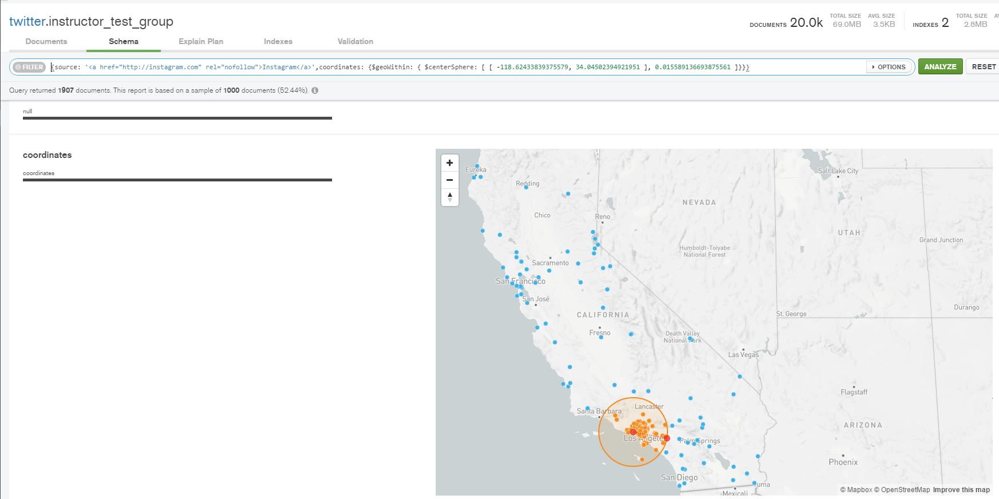 twitter.instructor_test_group
DOCUMENTS 20.0k TOTAL SIZE 69.0MB AVG. SIZE 3.5KB INDEXES 2 TOTAL SIZE 2.8MB
Documents Schema Explain Plan Indexes Validation
FILTER {source: '<a href="http://instagram.com" rel="nofollow">Instagram</a>',coordinates: {$geoWithin: { $centerSphere: [ [ -118.62433839375579, 34.04502394921951 ], 0.015589136693875561 ]}}} OPTIONS ANALYZE RESET
Query returned 1907 documents. This report is based on a sample of 1000 documents (52.44%).
null
coordinates
coordinates
Eureka
Salt Lake City
Redding
NEVADA
Chico
Reno
UTAH
Grand Junction
Humboldt-Toiyabe
National Forest
Sacramento
San Francisco
San José
CALIFORNIA
St. George
Durango
Fresno
Death Valley
National Park
Las Vegas
Flagstaff
Lancaster
Santa Barbara
ARIZONA
Los Angeles
Palm Springs
Phoenix
San Diego
Yuma
Mexicali
© Mapbox © OpenStreetMap Improve this map